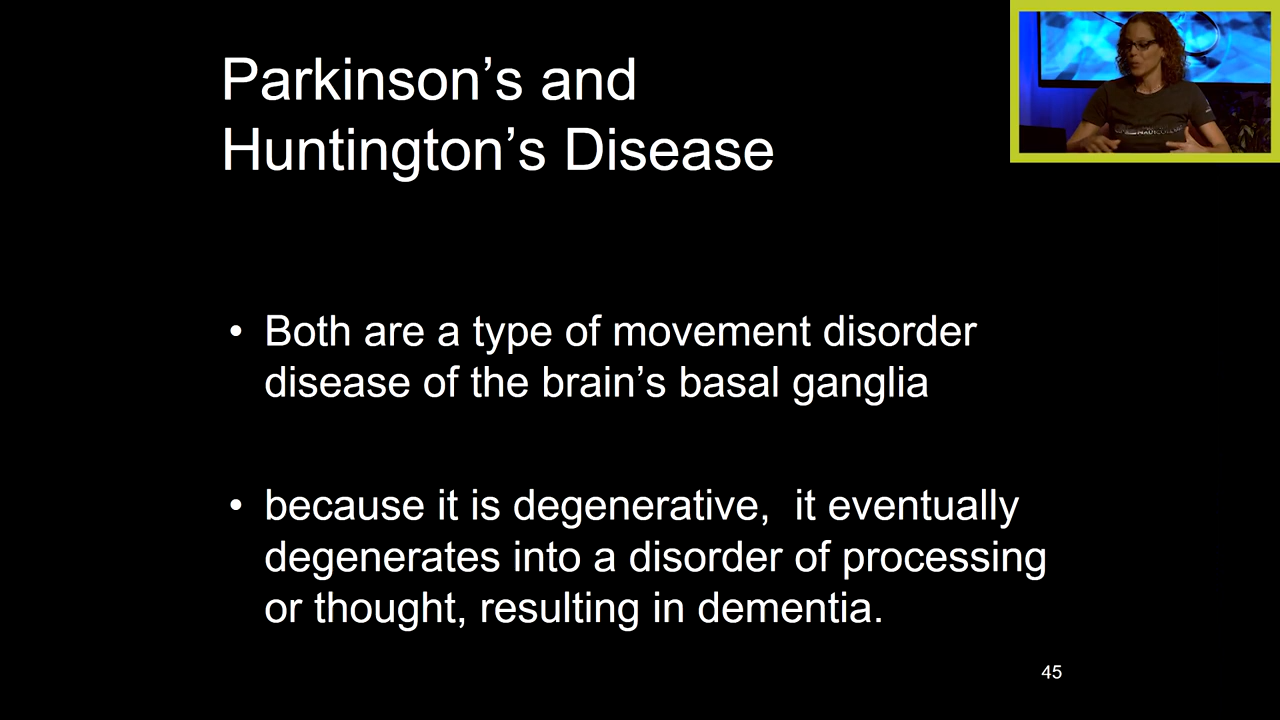 Parkinson’s and
Huntington’s Disease
• Both are a type of movement disorder
disease of the brain’s basal ganglia
• because it is degenerative,  it eventually
degenerates into a disorder of processing
or thought, resulting in dementia.
45